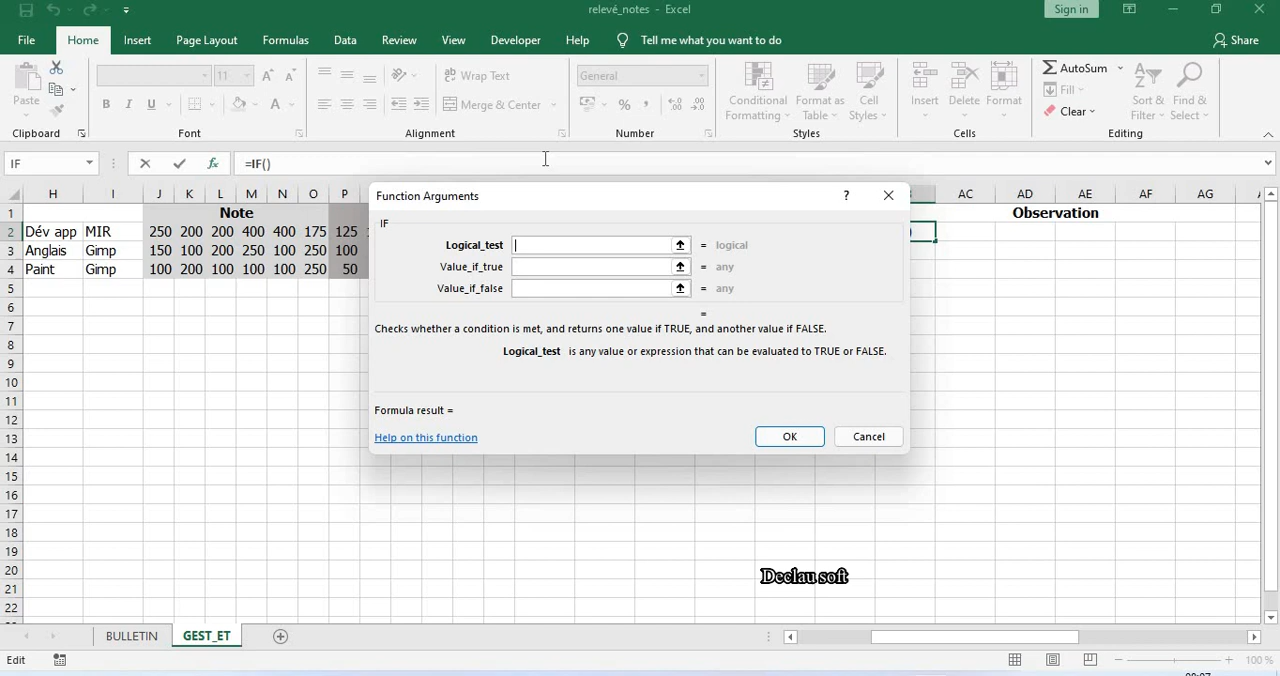 relevé_notes - Excel
Sign in
File Home Insert Page Layout Formulas Data Review View Developer Help Tell me what you want to do Share
Paste
11 A A
B I U A
Wrap Text
Merge & Center
General
%
Conditional Formatting
Format as Table
Cell Styles
Insert Delete Format
AutoSum
Fill
Clear
Sort & Filter
Find & Select
Clipboard Font Alignment Number Styles Cells Editing
IF fx =IF()
H I J K L M N O P AC AD AE AF AG
1 Note Observation
2 Dév app MIR 250 200 200 400 400 175 125
3 Anglais Gimp 150 100 200 250 100 250 100
4 Paint Gimp 100 200 100 100 100 250 50
5
6
7
8
9
10
11
12
13
14
15
16
17
18
19
20
21
22
Function Arguments ?
IF
Logical_test = logical
Value_if_true = any
Value_if_false = any
=
Checks whether a condition is met, and returns one value if TRUE, and another value if FALSE.
Logical_test is any value or expression that can be evaluated to TRUE or FALSE.
Formula result =
Help on this function
OK Cancel
Declau soft
BULLETIN GEST_ET
Edit 100 %